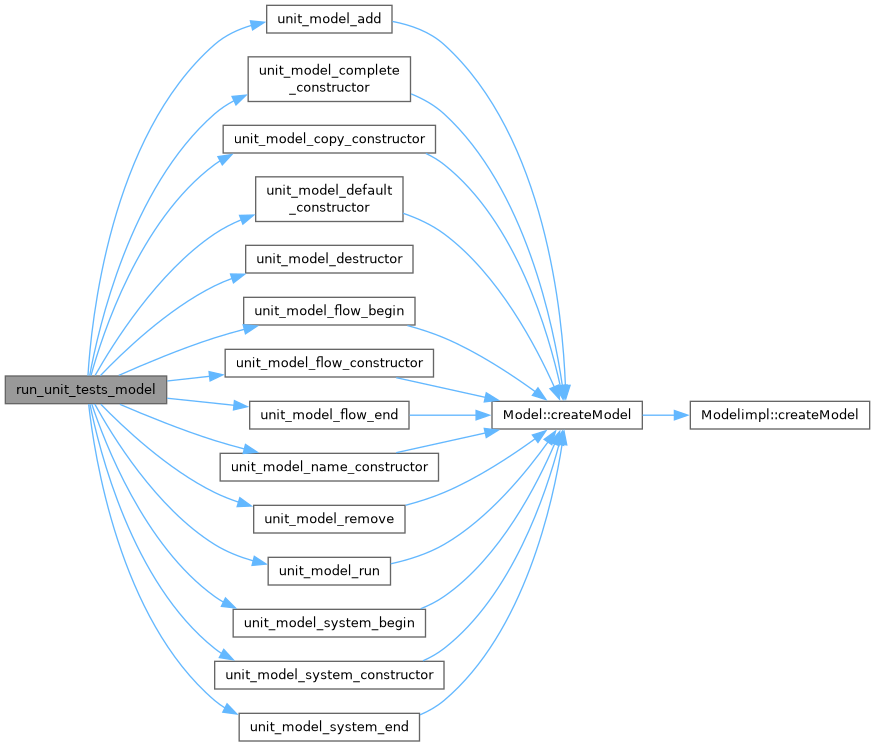 unit_model_add
unit_model_complete
_constructor
unit_model_copy_constructor
unit_model_default
_constructor
unit_model_destructor
unit_model_flow_begin
unit_model_flow_constructor
run_unit_tests_model
unit_model_flow_end
Model::createModel
Modelimpl::createModel
unit_model_name_constructor
unit_model_remove
unit_model_run
unit_model_system_begin
unit_model_system_constructor
unit_model_system_end